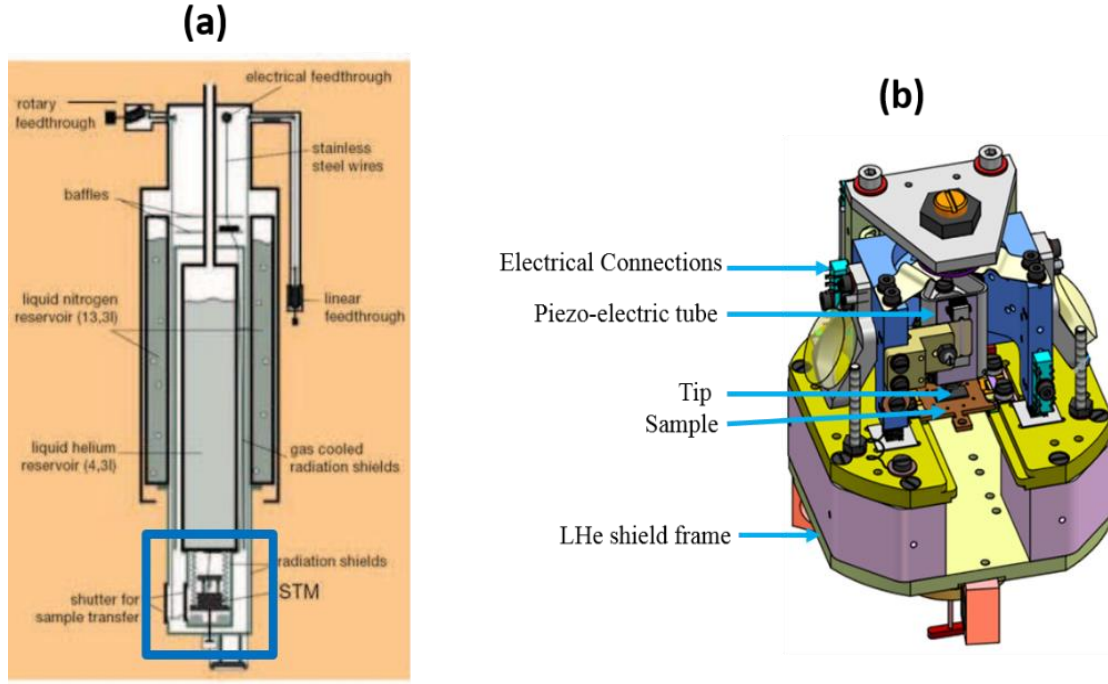 (a)
electrical feedthrough
rotary
feedthrough
stainless
steel wires
baffles
liquid nitrogen
reservoir (13,3l)
linear
feedthrough
liquid helium
reservoir (4,3l)
gas cooled
radiation shields
radiation shields
STM
shutter for
sample transfer
(b)
Electrical Connections
Piezo-electric tube
Tip
Sample
LHe shield frame